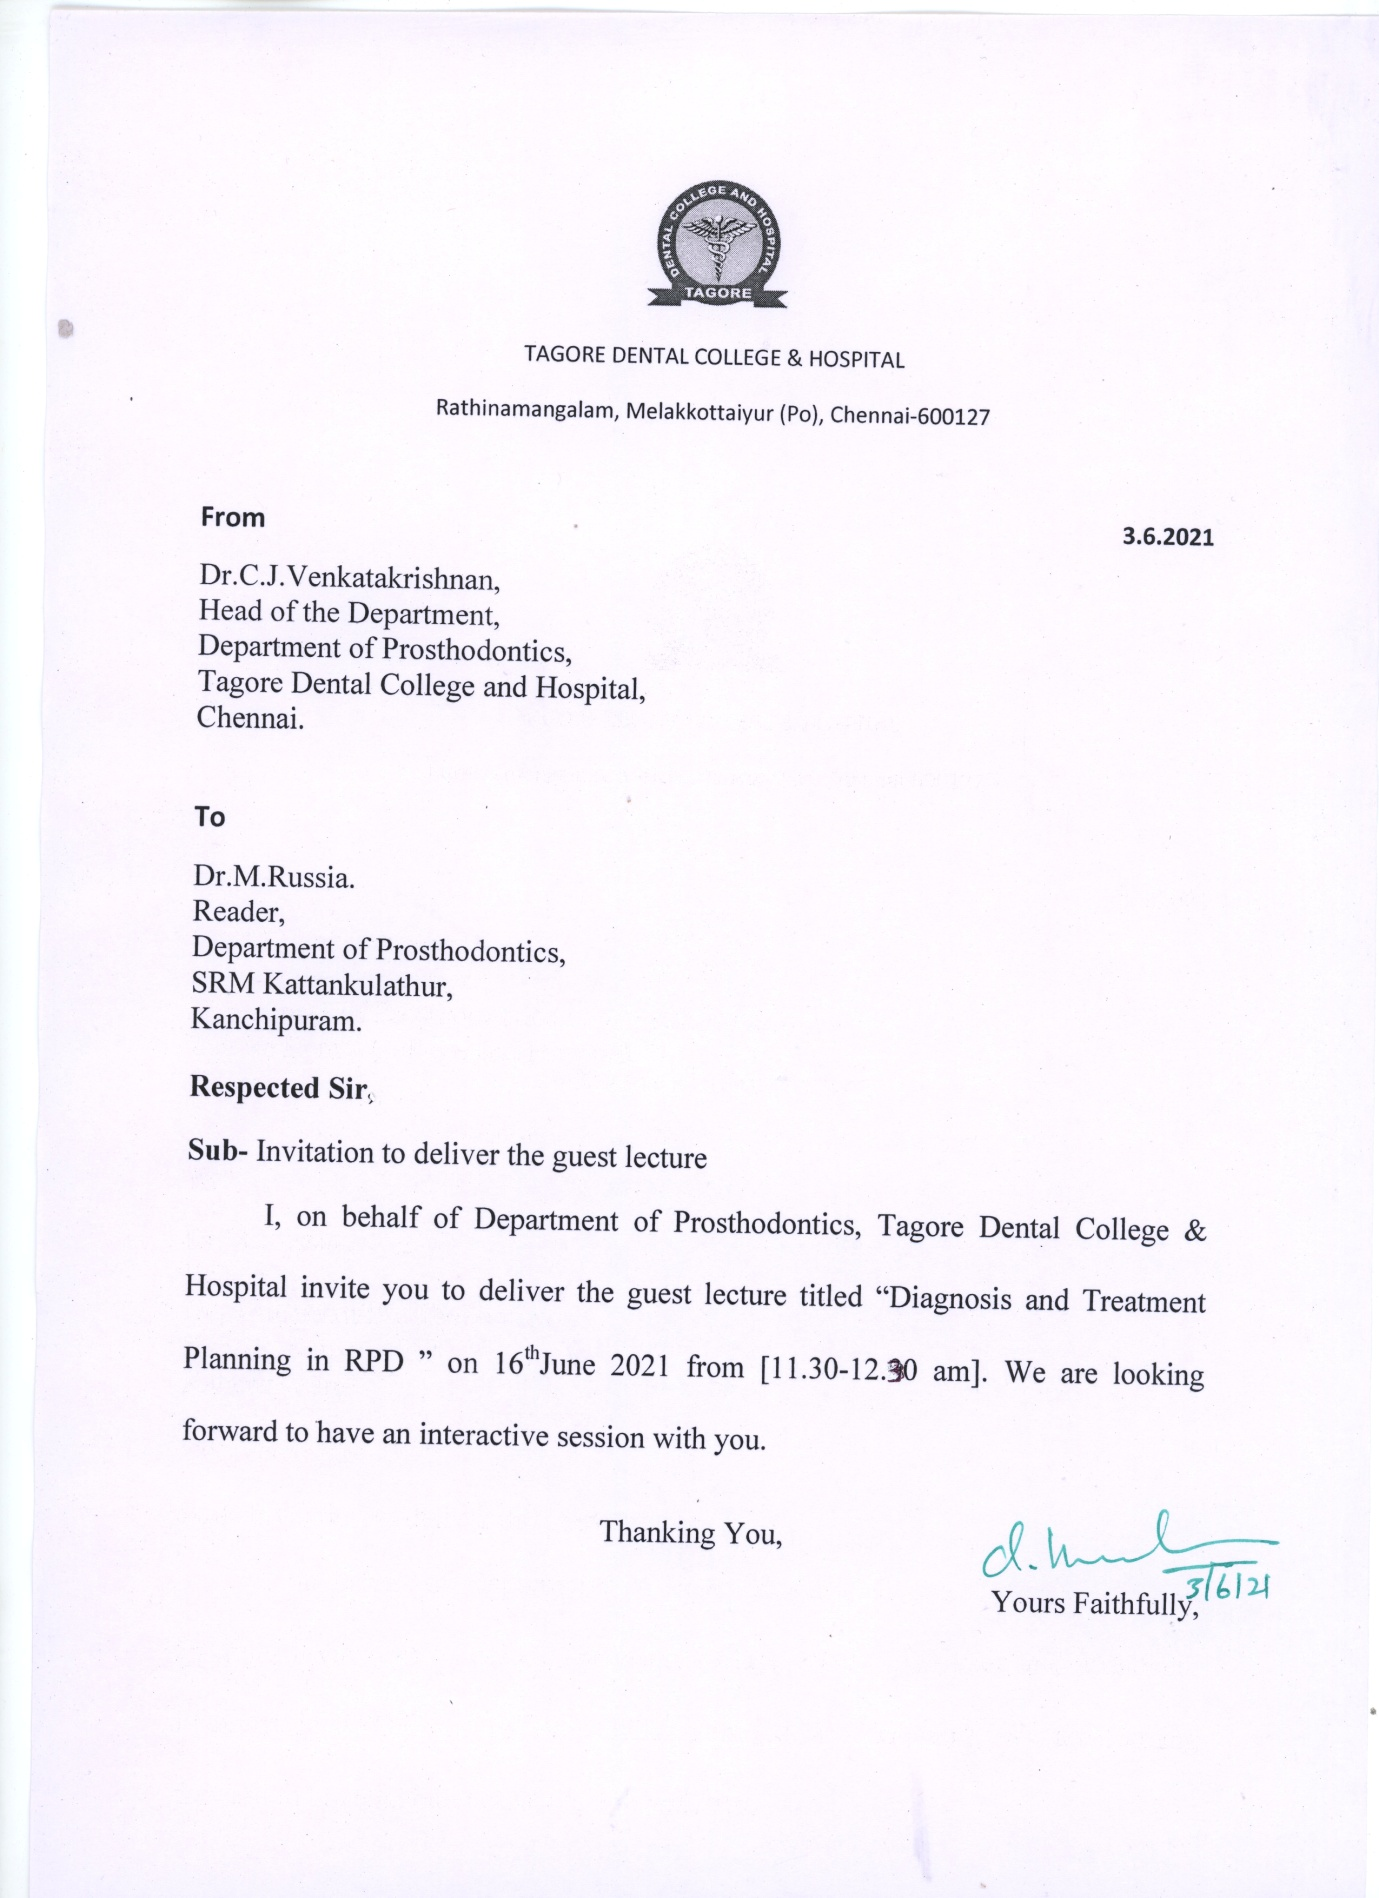 DENTAL COLLEGE AND HOSPITAL
TAGORE
TAGORE DENTAL COLLEGE & HOSPITAL
Rathinamangalam, Melakkottaiyur (Po), Chennai-600127
From
3.6.2021
Dr.C.J.Venkatakrishnan,
Head of the Department,
Department of Prosthodontics,
Tagore Dental College and Hospital,
Chennai.
To
Dr.M.Russia.
Reader,
Department of Prosthodontics,
SRM Kattankulathur,
Kanchipuram.
Respected Sir,
Sub- Invitation to deliver the guest lecture
I, on behalf of Department of Prosthodontics, Tagore Dental College &
Hospital invite you to deliver the guest lecture titled “Diagnosis and Treatment
Planning in RPD ” on 16thJune 2021 from [11.30-12.30 am]. We are looking
forward to have an interactive session with you.
Thanking You,
3/6/21
Yours Faithfully,